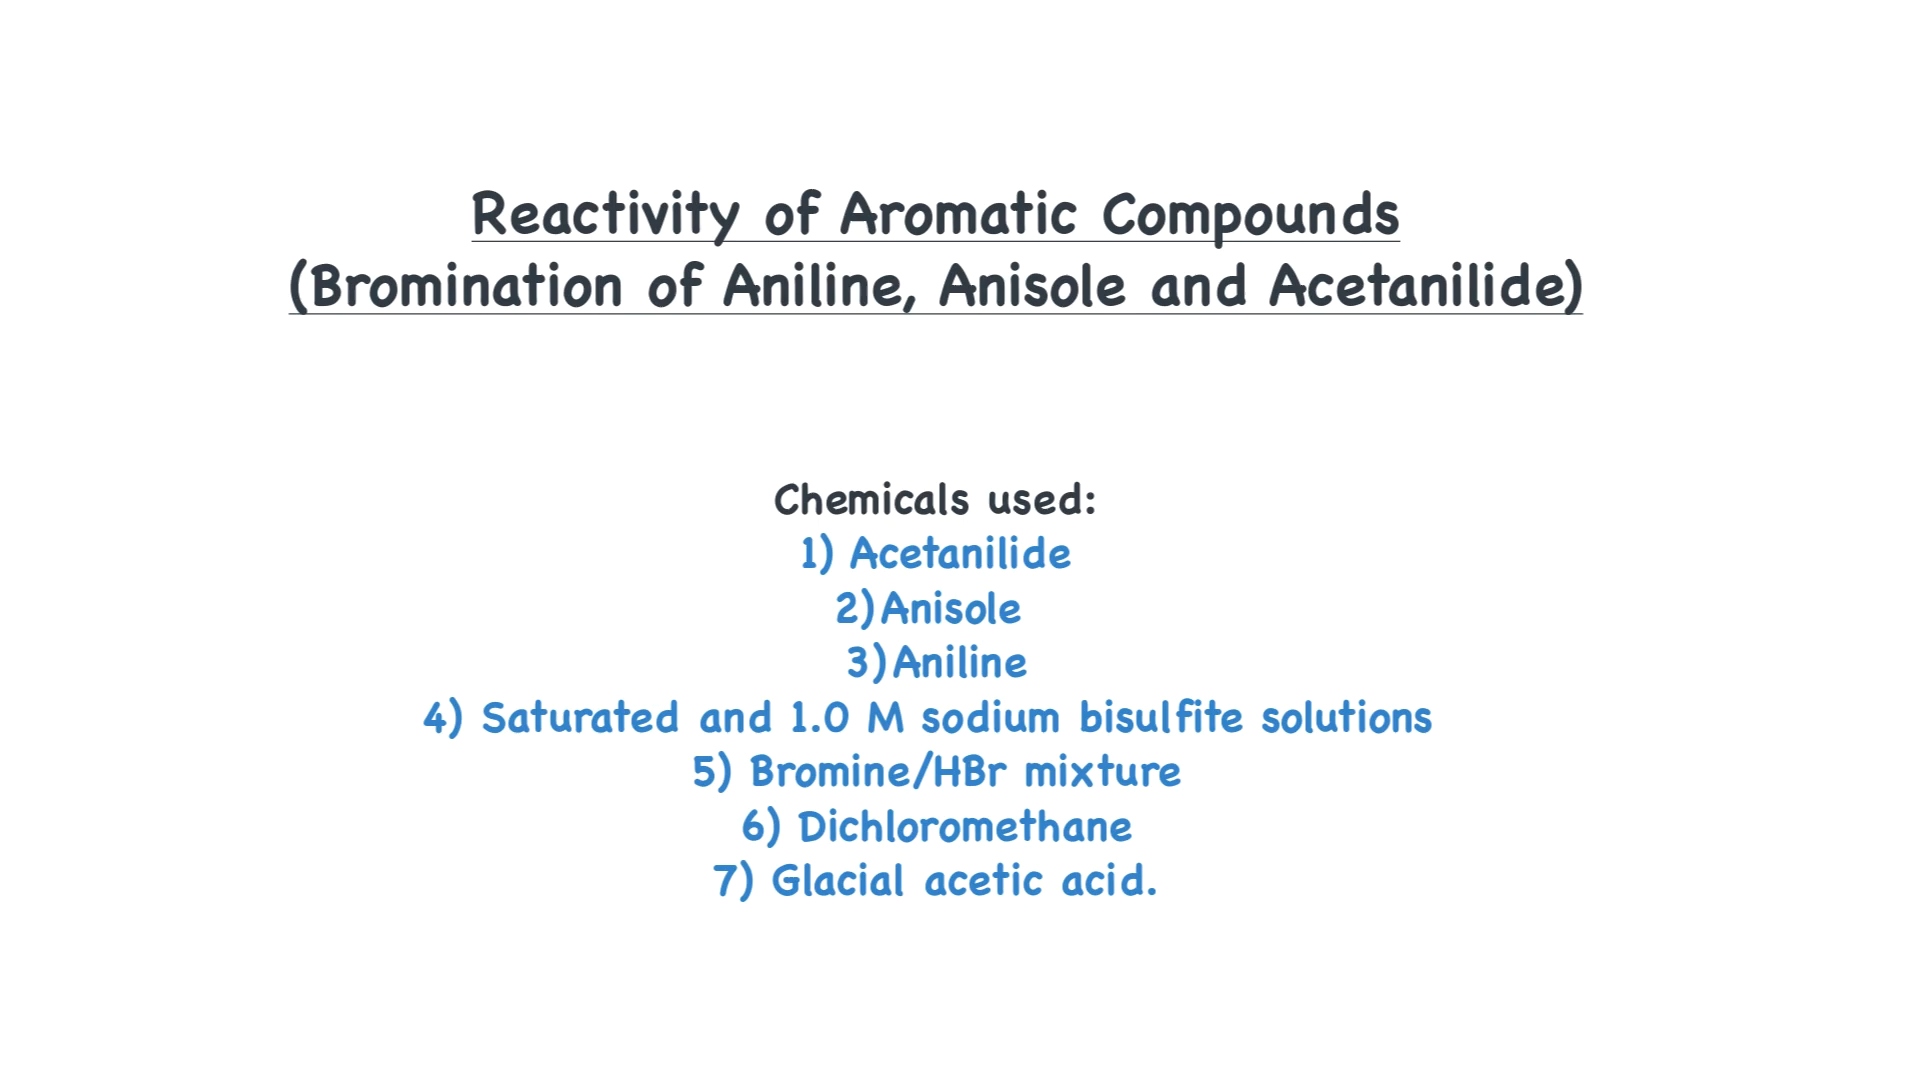 Reactivity of Aromatic Compounds
(Bromination of Aniline, Anisole and Acetanilide)
Chemicals used:
1) Acetanilide
2)Anisole
3)Aniline
4) Saturated and 1.0 M sodium bisulfite solutions
5) Bromine/HBr mixture
6) Dichloromethane
7) Glacial acetic acid.